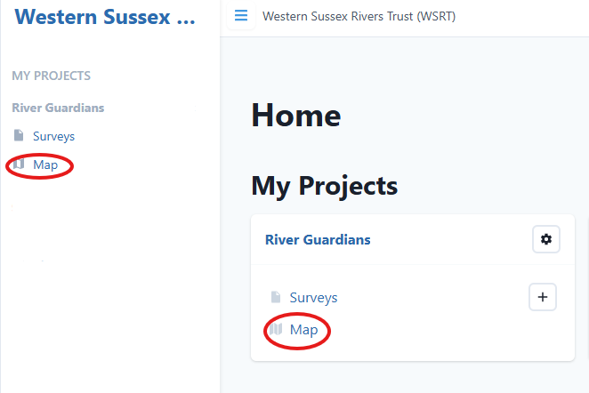 Western Sussex ...
MY PROJECTS
River Guardians
Surveys
Map
Western Sussex Rivers Trust (WSRT)
Home
My Projects
River Guardians
Surveys
Map